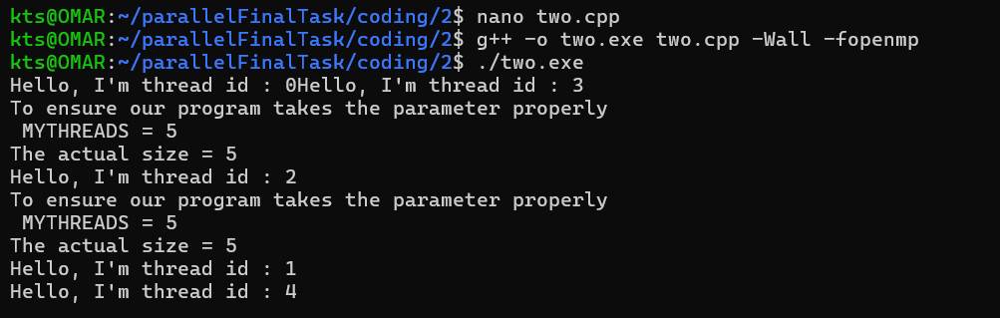 kts@OMAR:~/parallelFinalTask/coding/2$ nano two.cpp
kts@OMAR:~/parallelFinalTask/coding/2$ g++ -o two.exe two.cpp -Wall -fopenmp
kts@OMAR:~/parallelFinalTask/coding/2$ ./two.exe
Hello, I'm thread id : 0Hello, I'm thread id : 3
To ensure our program takes the parameter properly
 MYTHREADS = 5
The actual size = 5
Hello, I'm thread id : 2
To ensure our program takes the parameter properly
 MYTHREADS = 5
The actual size = 5
Hello, I'm thread id : 1
Hello, I'm thread id : 4